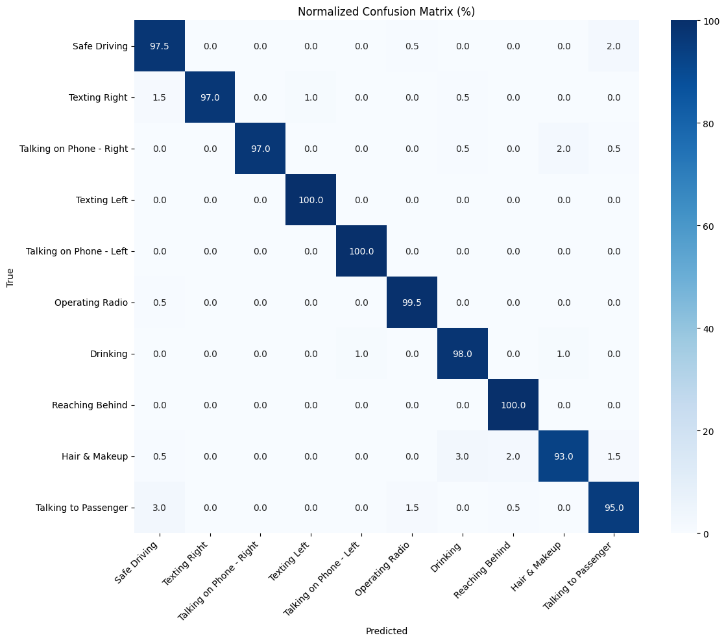 Normalized Confusion Matrix (%)
Safe Driving 97.5 0.0 0.0 0.0 0.0 0.5 0.0 0.0 0.0 2.0
Texting Right 1.5 97.0 0.0 1.0 0.0 0.0 0.5 0.0 0.0 0.0
Talking on Phone - Right 0.0 0.0 97.0 0.0 0.0 0.0 0.5 0.0 2.0 0.5
Texting Left 0.0 0.0 0.0 100.0 0.0 0.0 0.0 0.0 0.0 0.0
Talking on Phone - Left 0.0 0.0 0.0 0.0 100.0 0.0 0.0 0.0 0.0 0.0
Operating Radio 0.5 0.0 0.0 0.0 0.0 99.5 0.0 0.0 0.0 0.0
Drinking 0.0 0.0 0.0 0.0 1.0 0.0 98.0 0.0 1.0 0.0
Reaching Behind 0.0 0.0 0.0 0.0 0.0 0.0 0.0 100.0 0.0 0.0
Hair & Makeup 0.5 0.0 0.0 0.0 0.0 0.0 3.0 2.0 93.0 1.5
Talking to Passenger 3.0 0.0 0.0 0.0 0.0 1.5 0.0 0.5 0.0 95.0
True
Safe Driving
Texting Right
Talking on Phone - Right
Texting Left
Talking on Phone - Left
Operating Radio
Drinking
Reaching Behind
Hair & Makeup
Talking to Passenger
Predicted
100
80
60
40
20
0